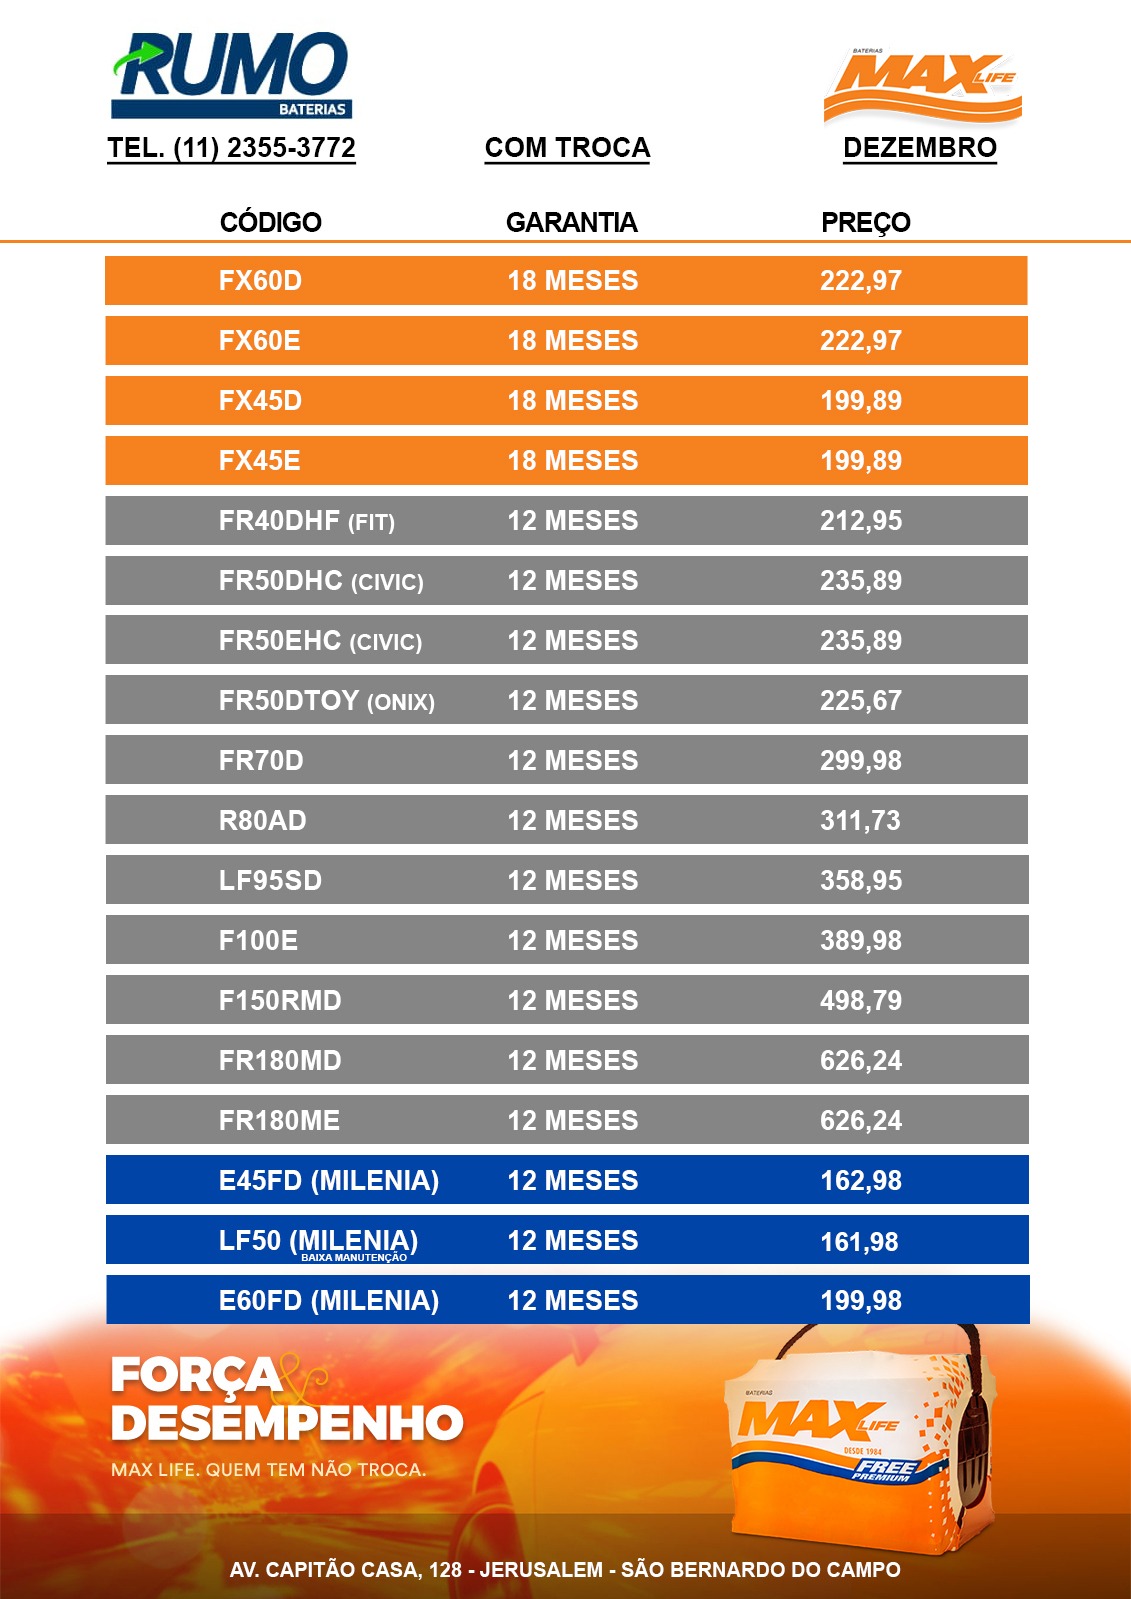 RUMO
BATERIAS
BATERIAS
MAX LIFE
TEL. (11) 2355-3772 COM TROCA DEZEMBRO
CÓDIGO GARANTIA PREÇO
FX60D 18 MESES 222,97
FX60E 18 MESES 222,97
FX45D 18 MESES 199,89
FX45E 18 MESES 199,89
FR40DHF (FIT) 12 MESES 212,95
FR50DHC (CIVIC) 12 MESES 235,89
FR50EHC (CIVIC) 12 MESES 235,89
FR50DTOY (ONIX) 12 MESES 225,67
FR70D 12 MESES 299,98
R80AD 12 MESES 311,73
LF95SD 12 MESES 358,95
F100E 12 MESES 389,98
F150RMD 12 MESES 498,79
FR180MD 12 MESES 626,24
FR180ME 12 MESES 626,24
E45FD (MILENIA) 12 MESES 162,98
LF50 (MILENIA) 12 MESES 161,98
BAIXA MANUTENÇÃO
E60FD (MILENIA) 12 MESES 199,98
FORÇA &
DESEMPENHO
MAX LIFE. QUEM TEM NÃO TROCA.
BATERIAS
MAX LIFE
DESDE 1984
FREE
PREMIUM
AV. CAPITÃO CASA, 128 - JERUSALEM - SÃO BERNARDO DO CAMPO